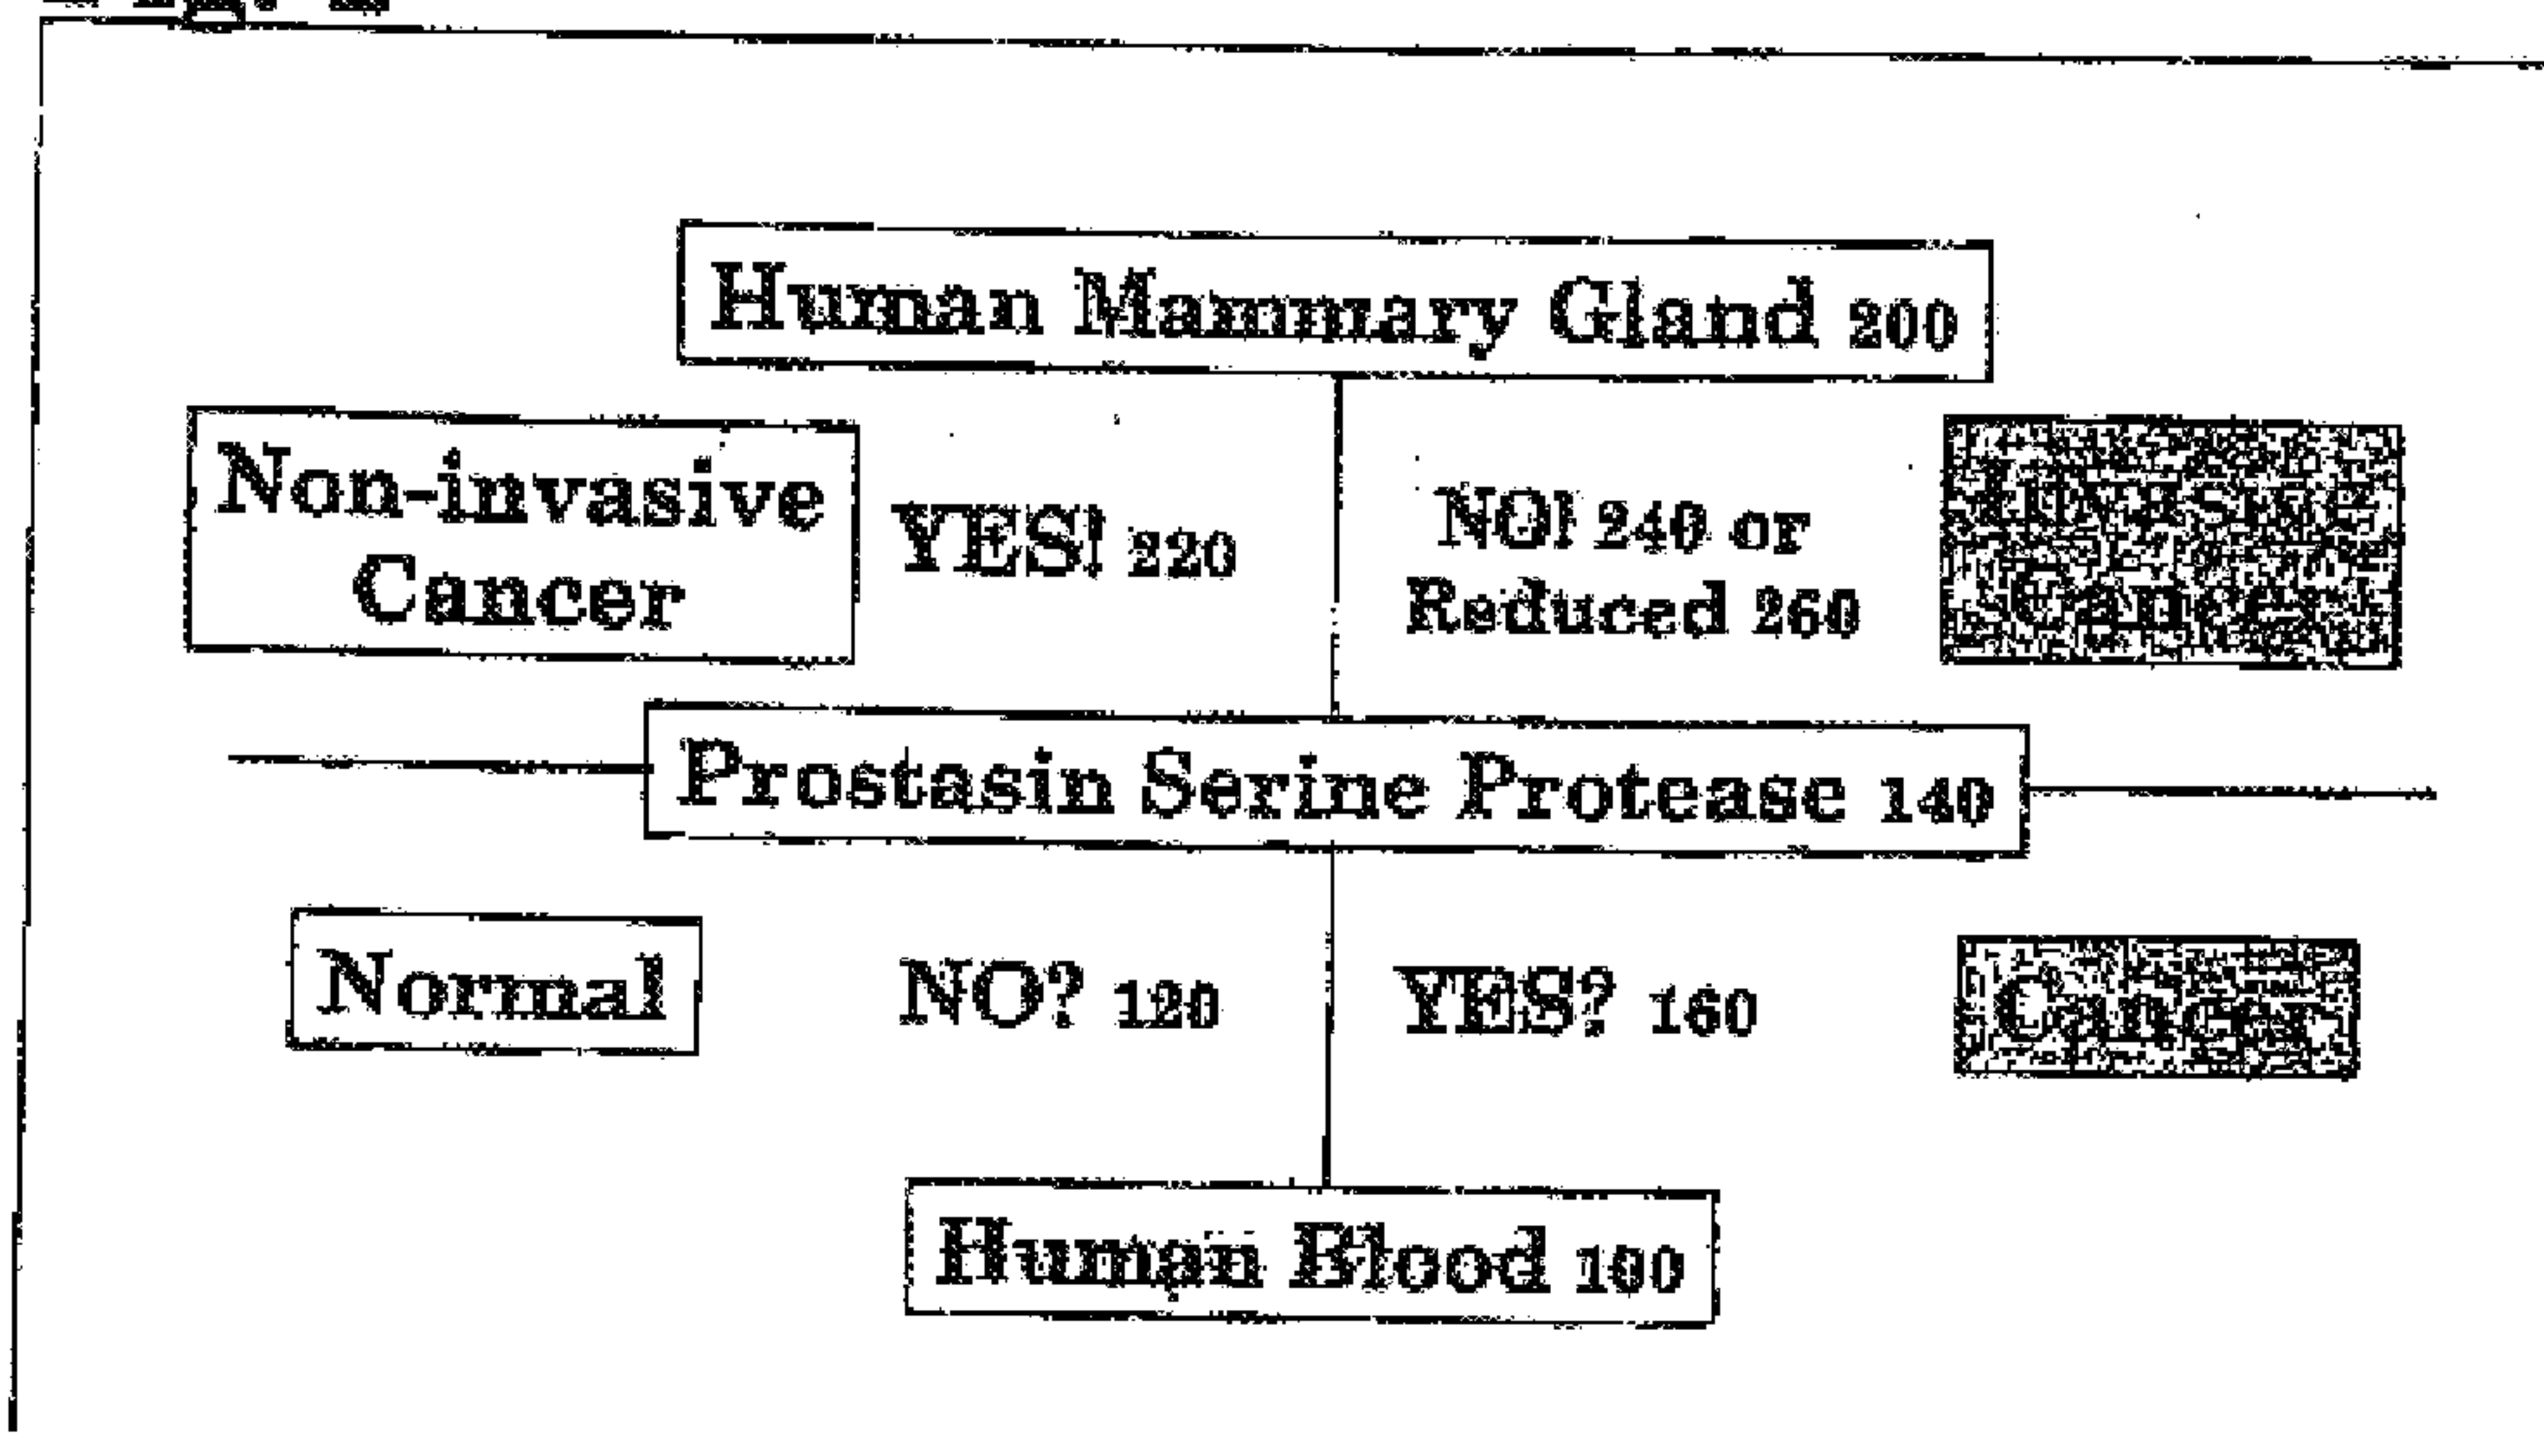 Human Mammary Gland 200
Non-invasive
Cancer
YES! 220
NO! 240 or
Reduced 260
Invasive
Cancer
Prostasin Serine Protease 140
Normal
NO? 120
YES? 160
Cancer
Human Blood 100